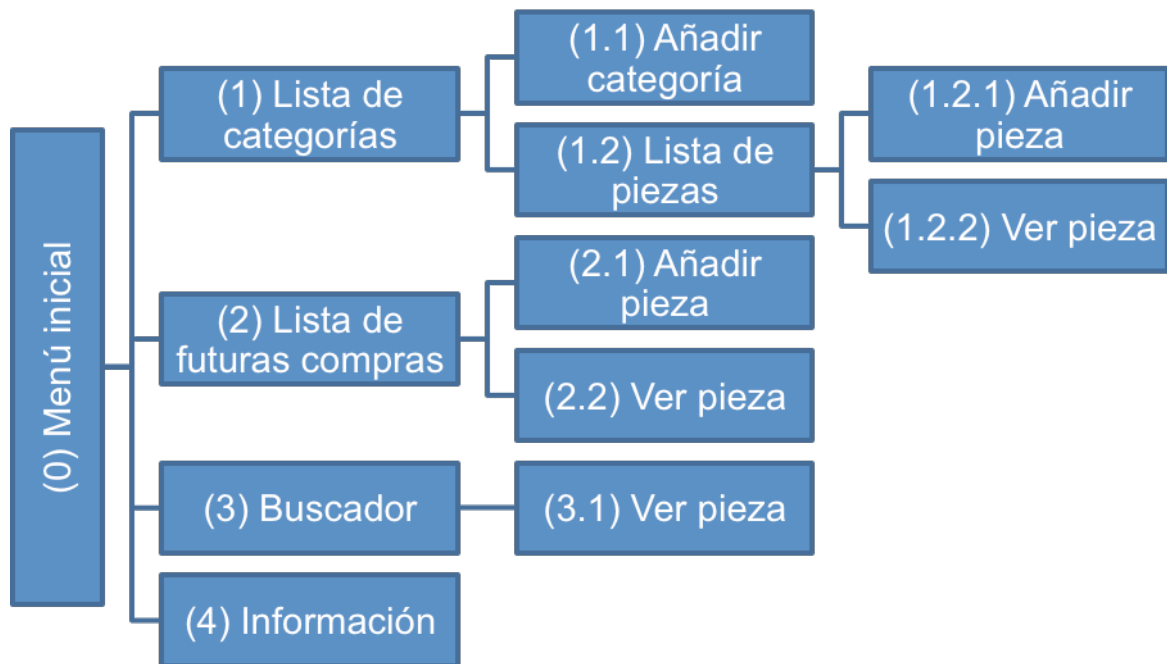 (0) Menú inicial
(1) Lista de
categorías
(1.1) Añadir
categoría
(1.2) Lista de
piezas
(1.2.1) Añadir
pieza
(1.2.2) Ver pieza
(2) Lista de
futuras compras
(2.1) Añadir
pieza
(2.2) Ver pieza
(3) Buscador
(3.1) Ver pieza
(4) Información